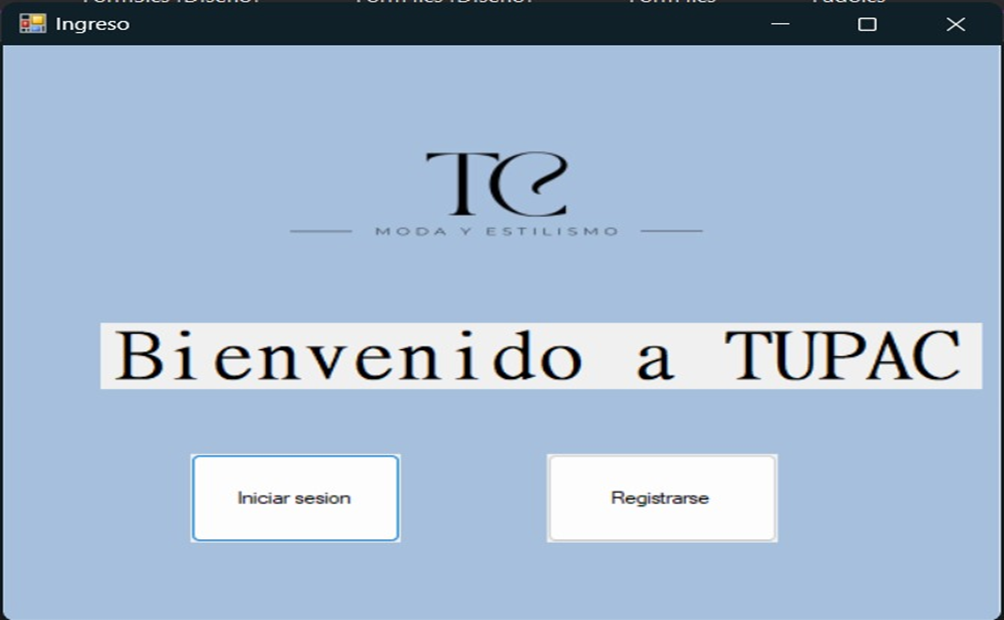 Ingreso
TC
MODA Y ESTILISMO
Bienvenido a TUPAC
Iniciar sesion
Registrarse